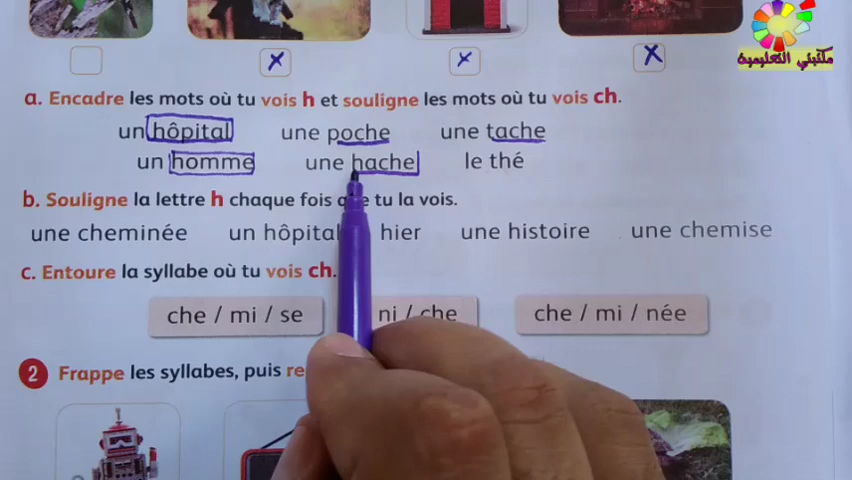 مكتبتي التعليمية
a. Encadre les mots où tu vois h et souligne les mots où tu vois ch.
un hôpital une poche une tache
un homme une hache le thé
b. Souligne la lettre h chaque fois que tu la vois.
une cheminée un hôpital hier une histoire une chemise
c. Entoure la syllabe où tu vois ch.
che / mi / se ni / che che / mi / née
2 Frappe les syllabes, puis